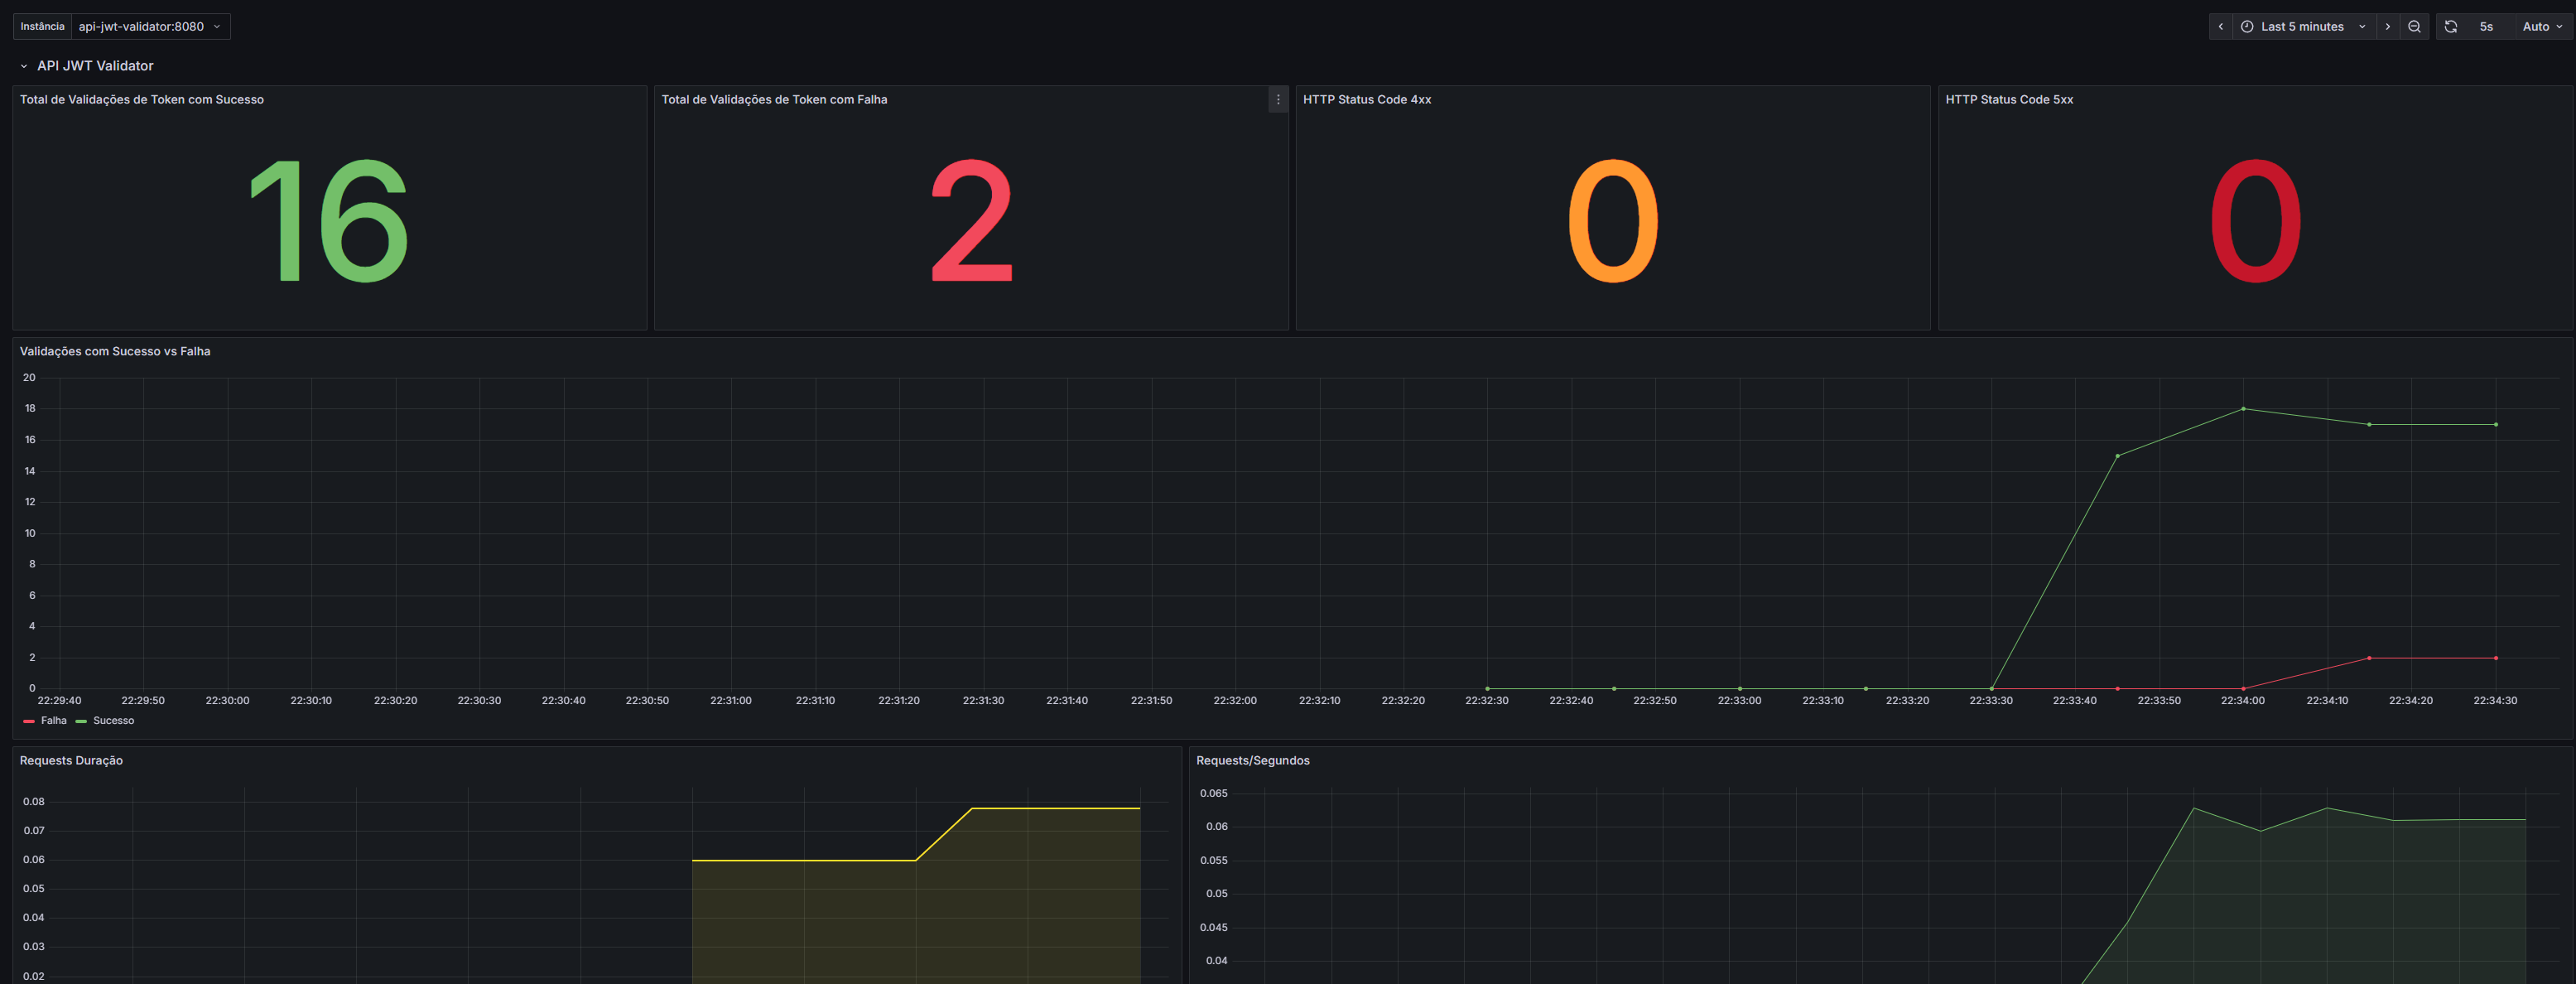 Instância api-jwt-validator:8080 Last 5 minutes 5s Auto
API JWT Validator
Total de Validações de Token com Sucesso
16
Total de Validações de Token com Falha
2
HTTP Status Code 4xx
0
HTTP Status Code 5xx
0
Validações com Sucesso vs Falha
20
18
16
14
12
10
8
6
4
2
0
22:29:40 22:29:50 22:30:00 22:30:10 22:30:20 22:30:30 22:30:40 22:30:50 22:31:00 22:31:10 22:31:20 22:31:30 22:31:40 22:31:50 22:32:00 22:32:10 22:32:20 22:32:30 22:32:40 22:32:50 22:33:00 22:33:10 22:33:20 22:33:30 22:33:40 22:33:50 22:34:00 22:34:10 22:34:20 22:34:30
Falha Sucesso
Requests Duração
0.08
0.07
0.06
0.05
0.04
0.03
0.02
Requests/Segundos
0.065
0.06
0.055
0.05
0.045
0.04